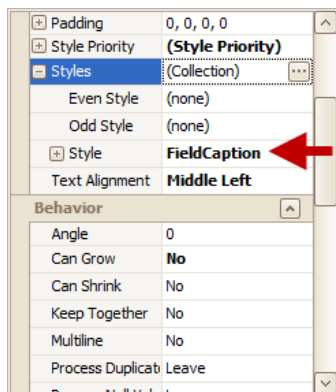 Padding 0, 0, 0, 0
Style Priority (Style Priority)
Styles (Collection) ...
Even Style (none)
Odd Style (none)
Style FieldCaption
Text Alignment Middle Left
Behavior
Angle 0
Can Grow No
Can Shrink No
Keep Together No
Multiline No
Process Duplicat Leave